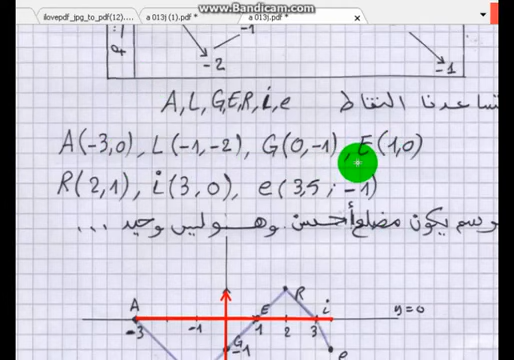 www.Bandicam.com
ilovepdf_jpg_to_pdf(12)....
a 013j (1).pdf *
a 013j.pdf *
-1
-2
-1
تساعدنا النقاط A, L, G, E, R, i, e
A(-3,0), L(-1,-2), G(0,-1), E(1,0)
R(2,1), i(3,0), e(3,5;-1)
ورسم يكون مضلع أحسن وهو ليس وحيد ...
A E R i y=0
-3 -1 1 2 3
G -1 e